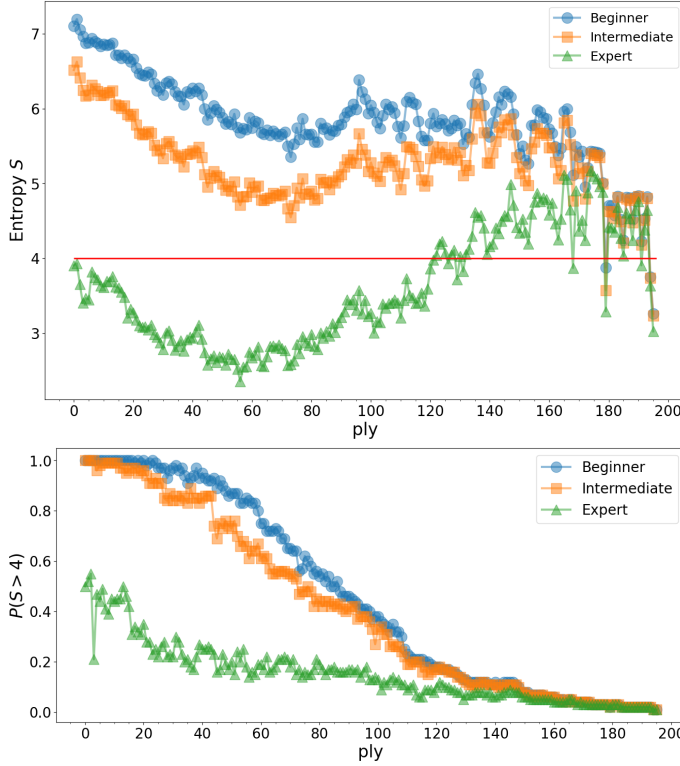 7
6
5
4
3
Entropy S
Beginner
Intermediate
Expert
0 20 40 60 80 100 120 140 160 180 200
ply
1.0
0.8
0.6
0.4
0.2
0.0
P(S > 4)
Beginner
Intermediate
Expert
0 20 40 60 80 100 120 140 160 180 200
ply